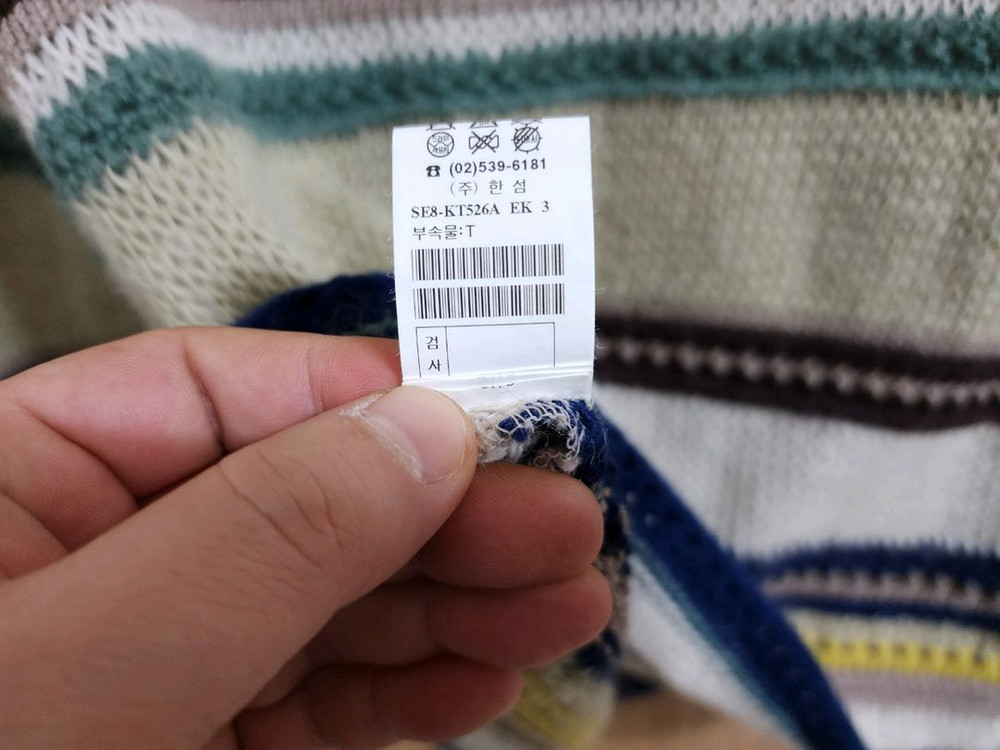 ☎ (02)539-6181
(주) 한 섬
SE8-KT526A EK 3
부속물:T
검
사